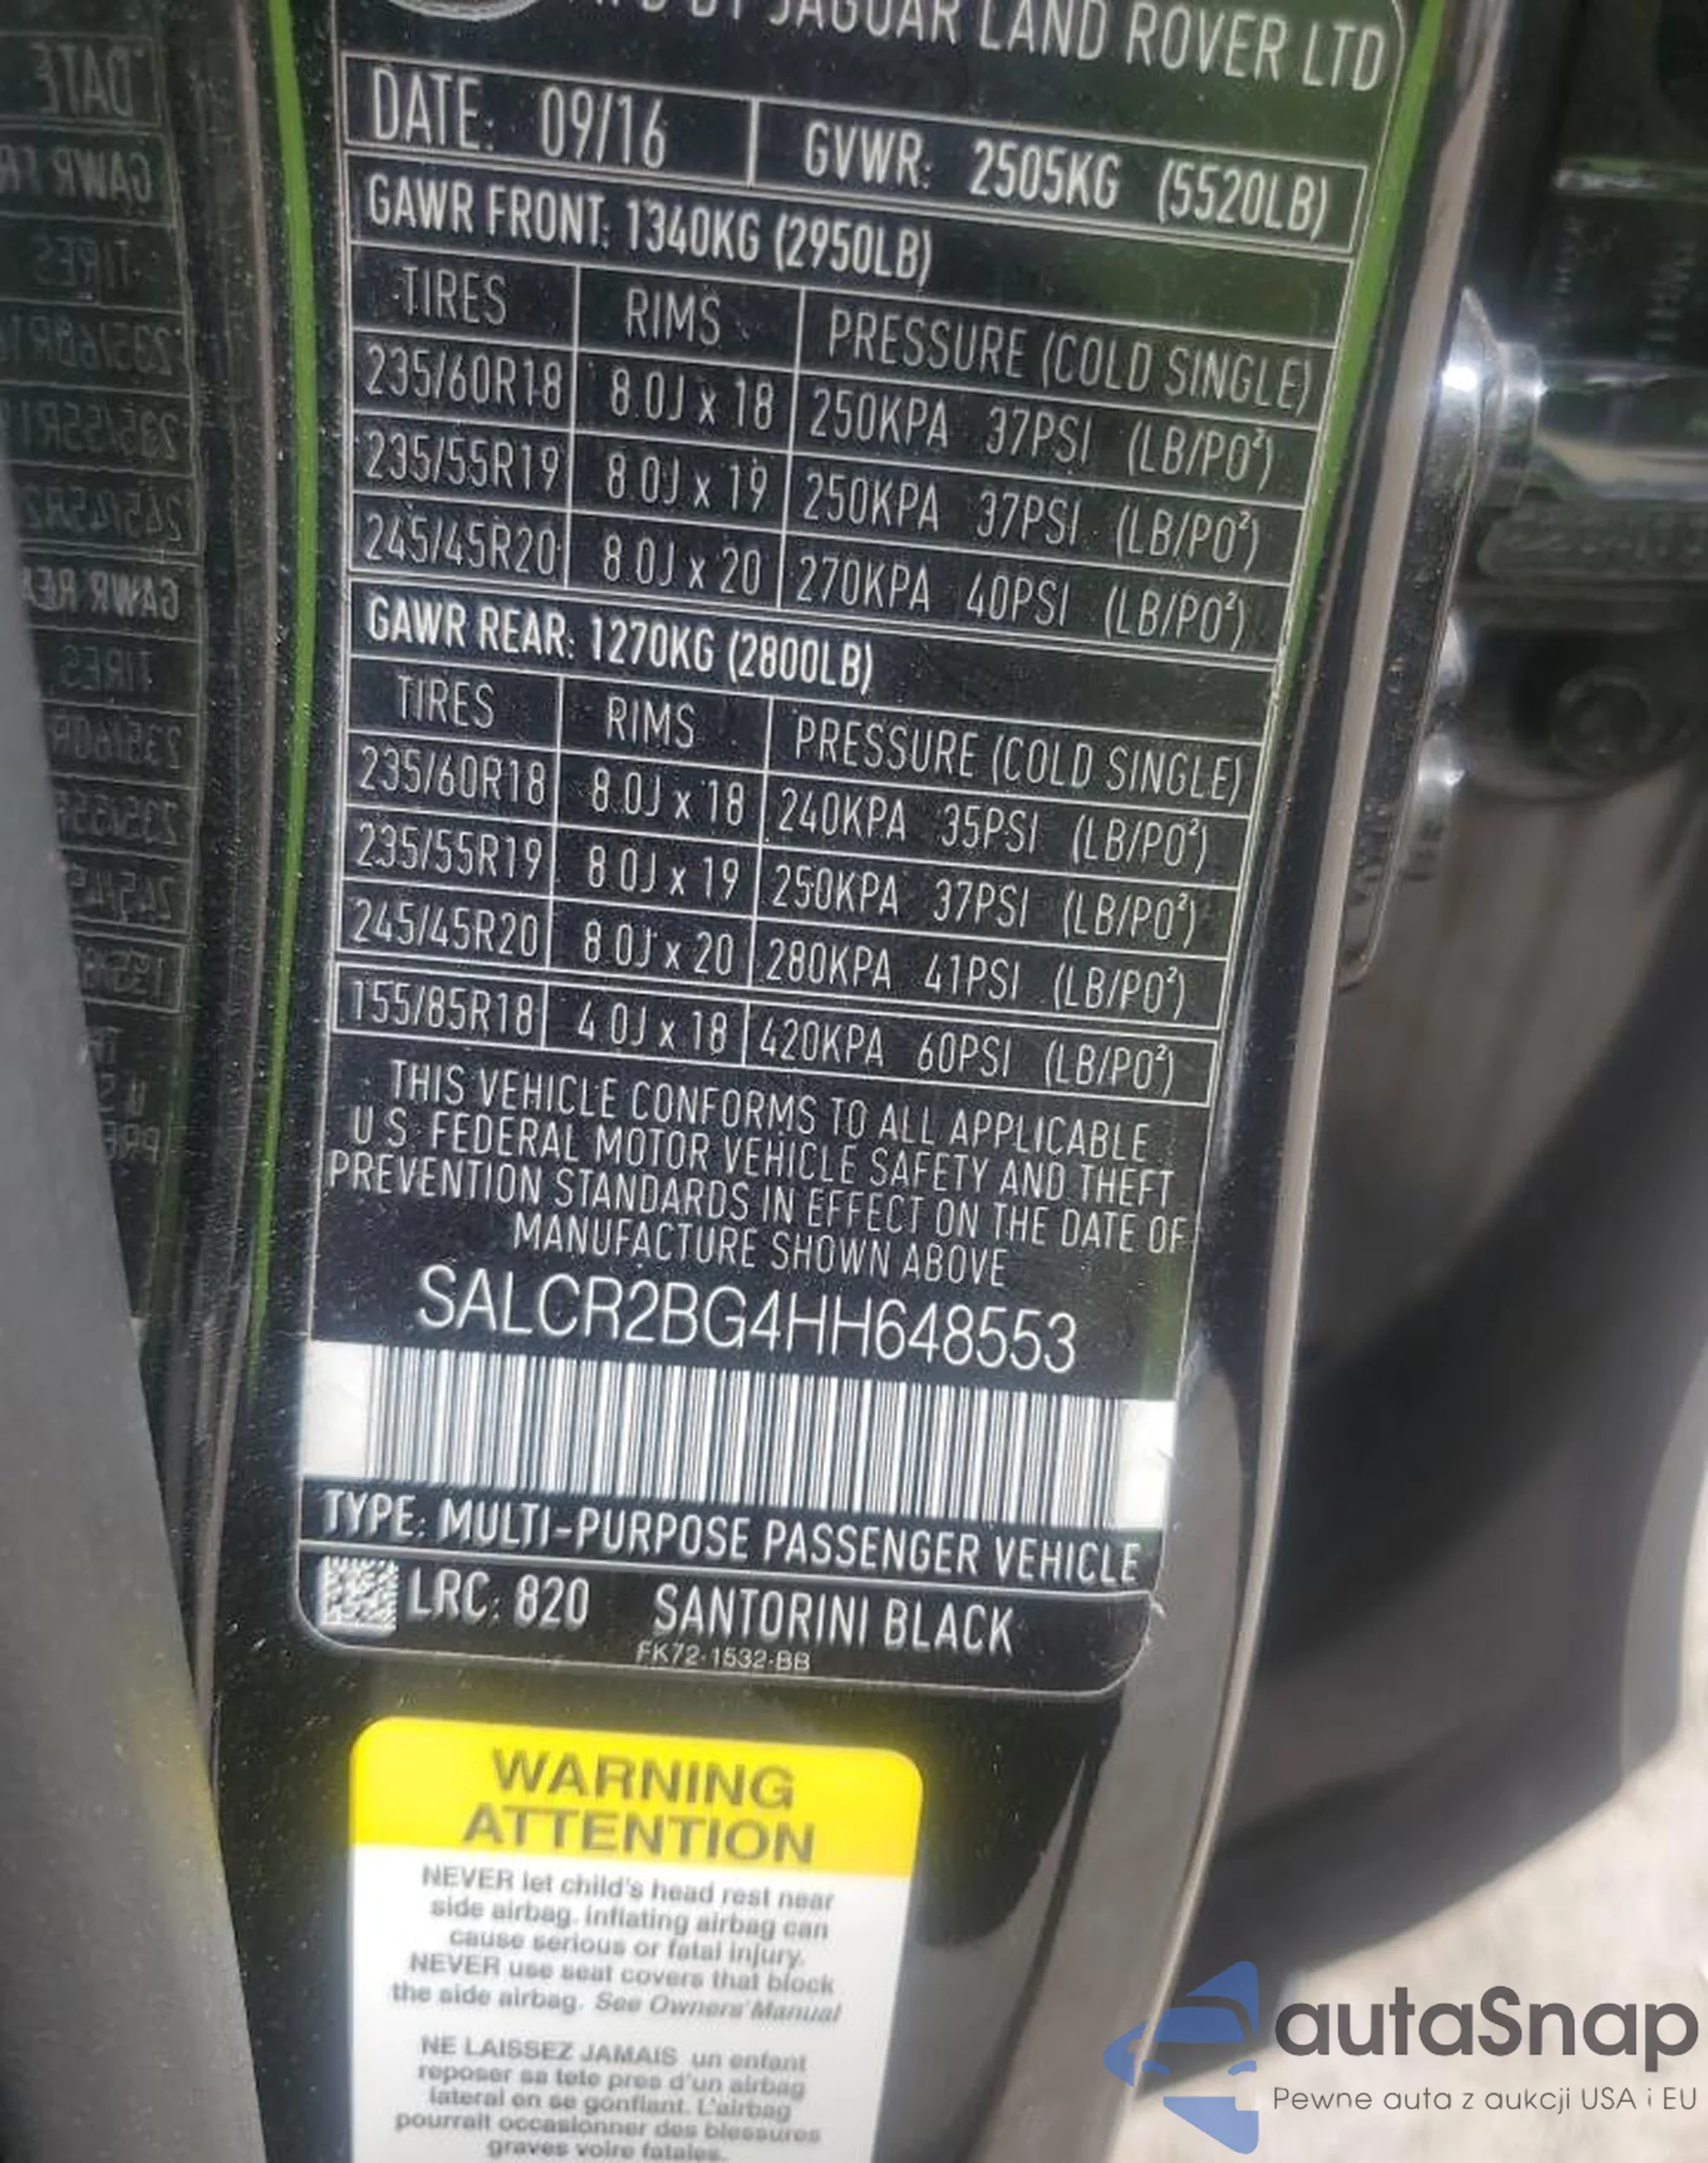 BY JAGUAR LAND ROVER LTD
DATE: 09/16 GVWR: 2505KG (5520LB)
GAWR FRONT: 1340KG (2950LB)
TIRES RIMS PRESSURE (COLD SINGLE)
235/60R18 8.0J x 18 250KPA 37PSI (LB/PO²)
235/55R19 8.0J x 19 250KPA 37PSI (LB/PO²)
245/45R20 8.0J x 20 270KPA 40PSI (LB/PO²)
GAWR REAR: 1270KG (2800LB)
TIRES RIMS PRESSURE (COLD SINGLE)
235/60R18 8.0J x 18 240KPA 35PSI (LB/PO²)
235/55R19 8.0J x 19 250KPA 37PSI (LB/PO²)
245/45R20 8.0J x 20 280KPA 41PSI (LB/PO²)
155/85R18 4.0J x 18 420KPA 60PSI (LB/PO²)
THIS VEHICLE CONFORMS TO ALL APPLICABLE
U.S. FEDERAL MOTOR VEHICLE SAFETY AND THEFT
PREVENTION STANDARDS IN EFFECT ON THE DATE OF
MANUFACTURE SHOWN ABOVE
SALCR2BG4HH648553
TYPE: MULTI-PURPOSE PASSENGER VEHICLE
LRC: 820 SANTORINI BLACK
FK72-1532-BB
WARNING
ATTENTION
NEVER let child's head rest near
side airbag. Inflating airbag can
cause serious or fatal injury.
NEVER use seat covers that block
the side airbag. See Owners' Manual
NE LAISSEZ JAMAIS un enfant
reposer sa tete pres d'un airbag
lateral en se gonflant. L'airbag
pourrait occasionner des blessures
graves voire fatales.
autaSnap
Pewne auta z aukcji USA i EU